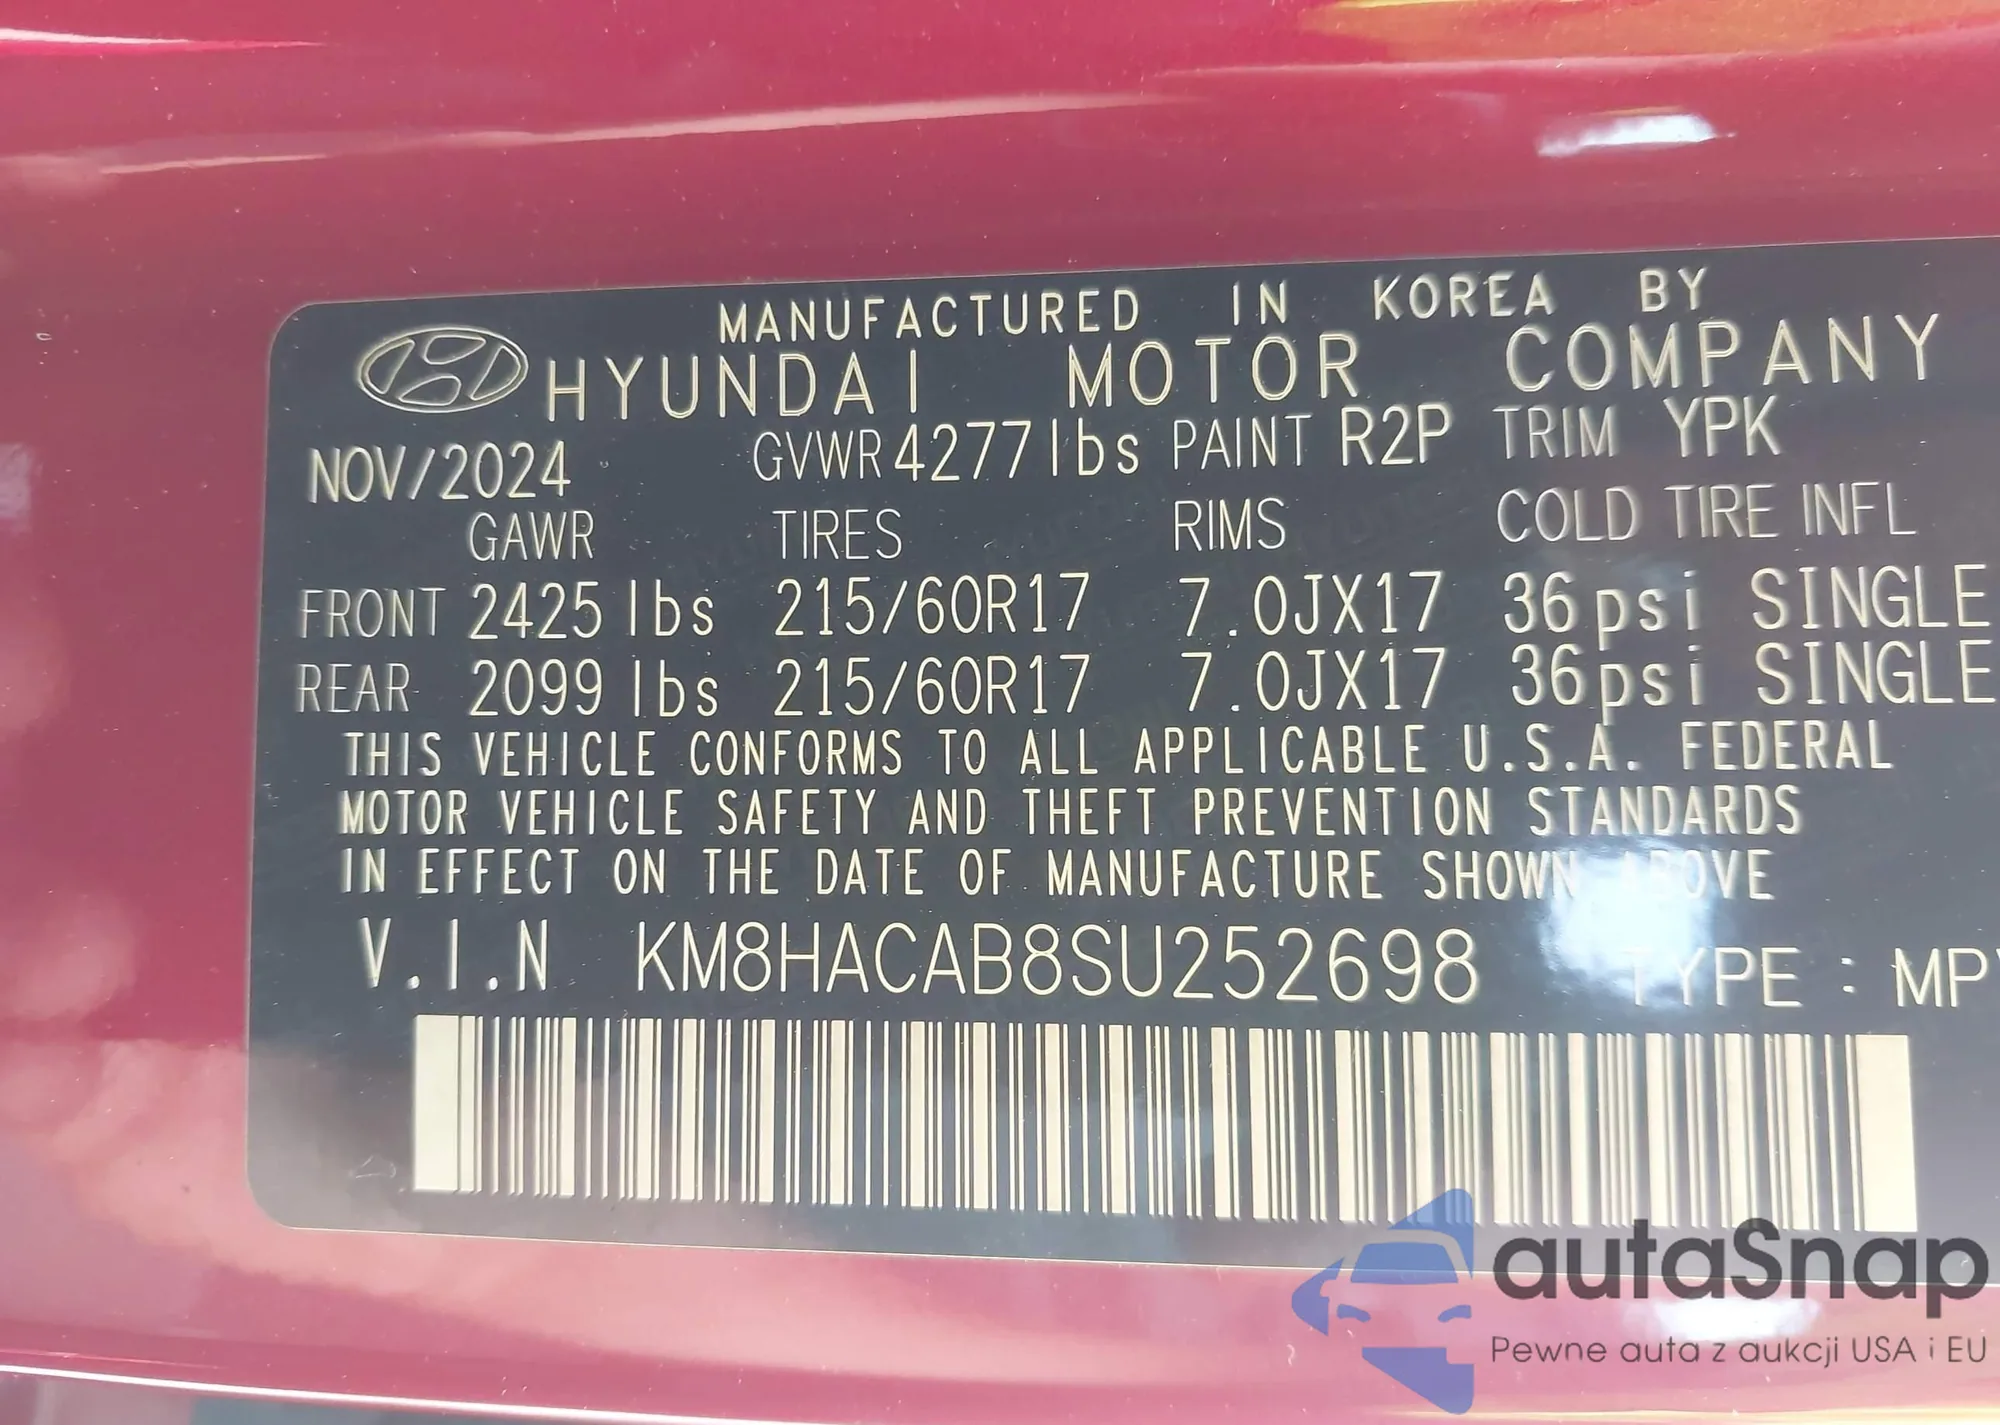 MANUFACTURED IN KOREA BY
HYUNDAI MOTOR COMPANY
NOV/2024 GVWR 4277lbs PAINT R2P TRIM YPK
GAWR TIRES RIMS COLD TIRE INFL
FRONT 2425 lbs 215/60R17 7.0JX17 36psi SINGLE
REAR 2099 lbs 215/60R17 7.0JX17 36psi SINGLE
THIS VEHICLE CONFORMS TO ALL APPLICABLE U.S.A. FEDERAL
MOTOR VEHICLE SAFETY AND THEFT PREVENTION STANDARDS
IN EFFECT ON THE DATE OF MANUFACTURE SHOWN ABOVE
V.I.N KM8HACAB8SU252698 TYPE : MPV
autaSnap
Pewne auta z aukcji USA i EU